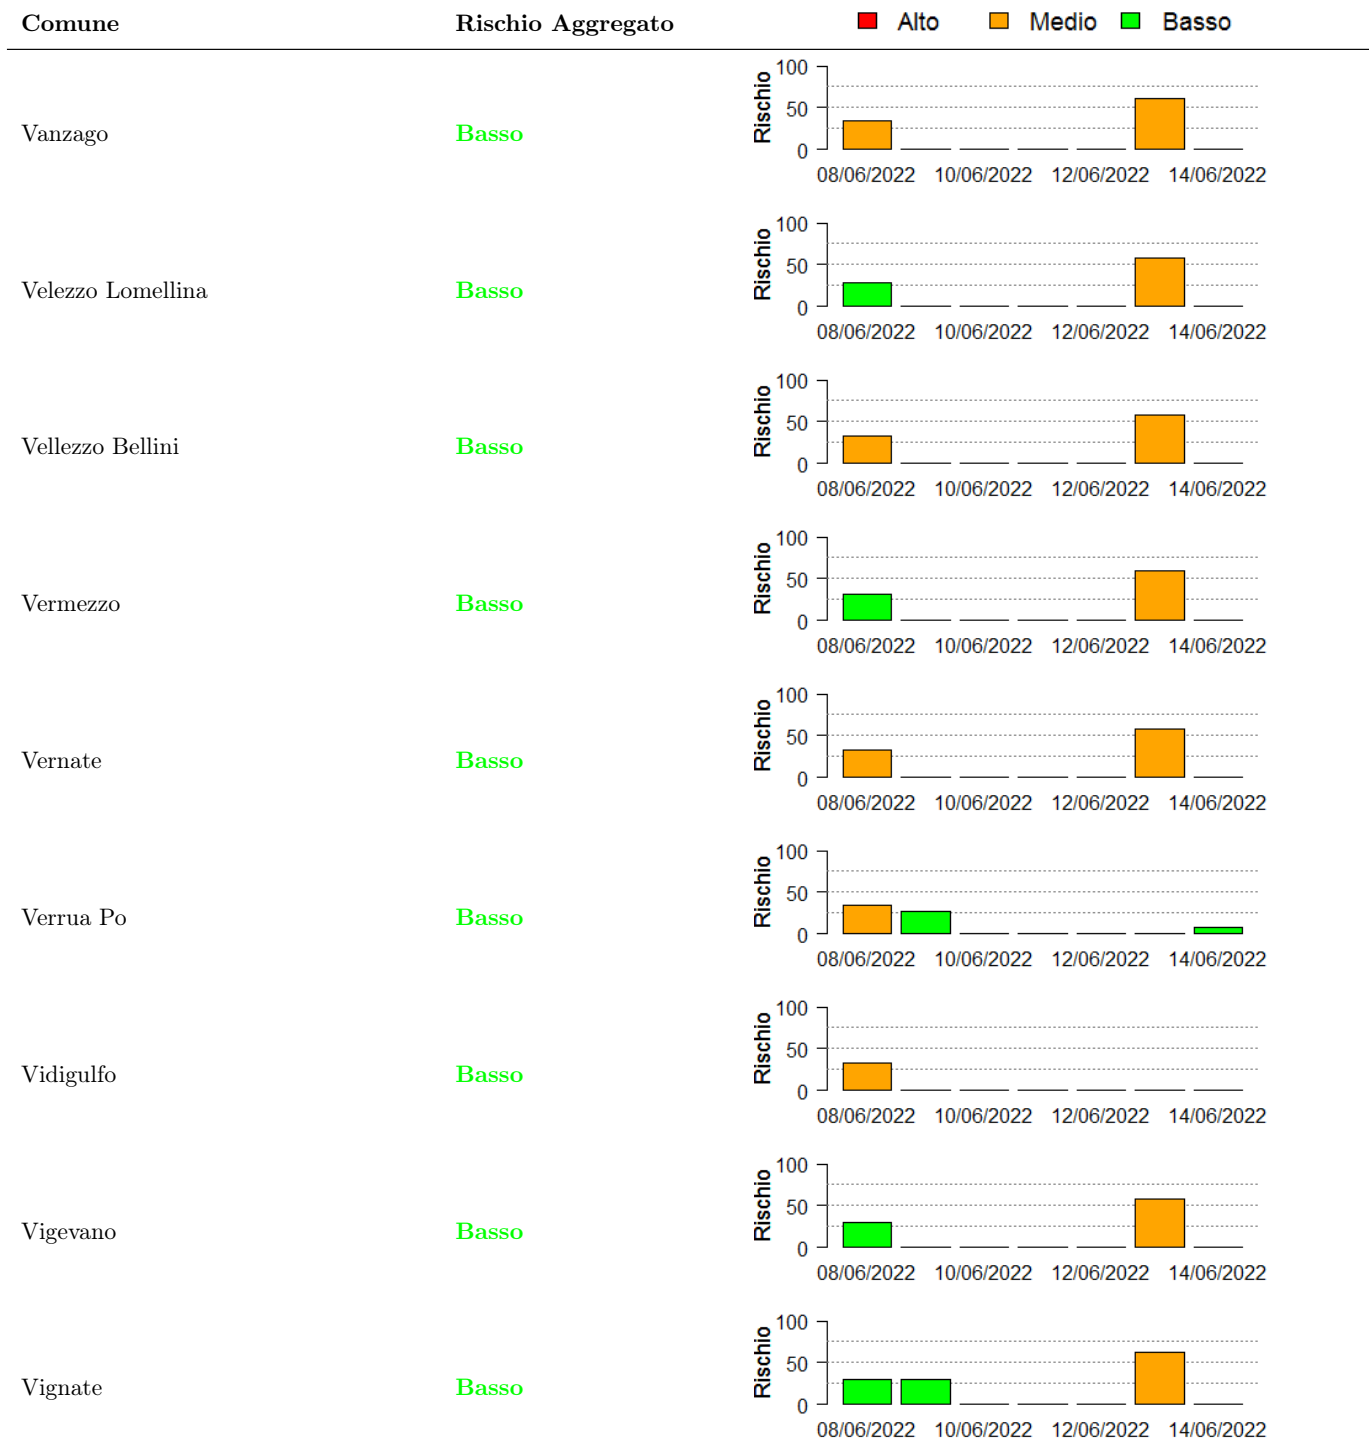 Comune Rischio Aggregato Alto Medio Basso
100
50
0
Rischio
Vanzago Basso
08/06/2022 10/06/2022 12/06/2022 14/06/2022
100
50
0
Rischio
Velezzo Lomellina Basso
08/06/2022 10/06/2022 12/06/2022 14/06/2022
100
50
0
Rischio
Vellezzo Bellini Basso
08/06/2022 10/06/2022 12/06/2022 14/06/2022
100
50
0
Rischio
Vermezzo Basso
08/06/2022 10/06/2022 12/06/2022 14/06/2022
100
50
0
Rischio
Vernate Basso
08/06/2022 10/06/2022 12/06/2022 14/06/2022
100
50
0
Rischio
Verrua Po Basso
08/06/2022 10/06/2022 12/06/2022 14/06/2022
100
50
0
Rischio
Vidigulfo Basso
08/06/2022 10/06/2022 12/06/2022 14/06/2022
100
50
0
Rischio
Vigevano Basso
08/06/2022 10/06/2022 12/06/2022 14/06/2022
100
50
0
Rischio
Vignate Basso
08/06/2022 10/06/2022 12/06/2022 14/06/2022